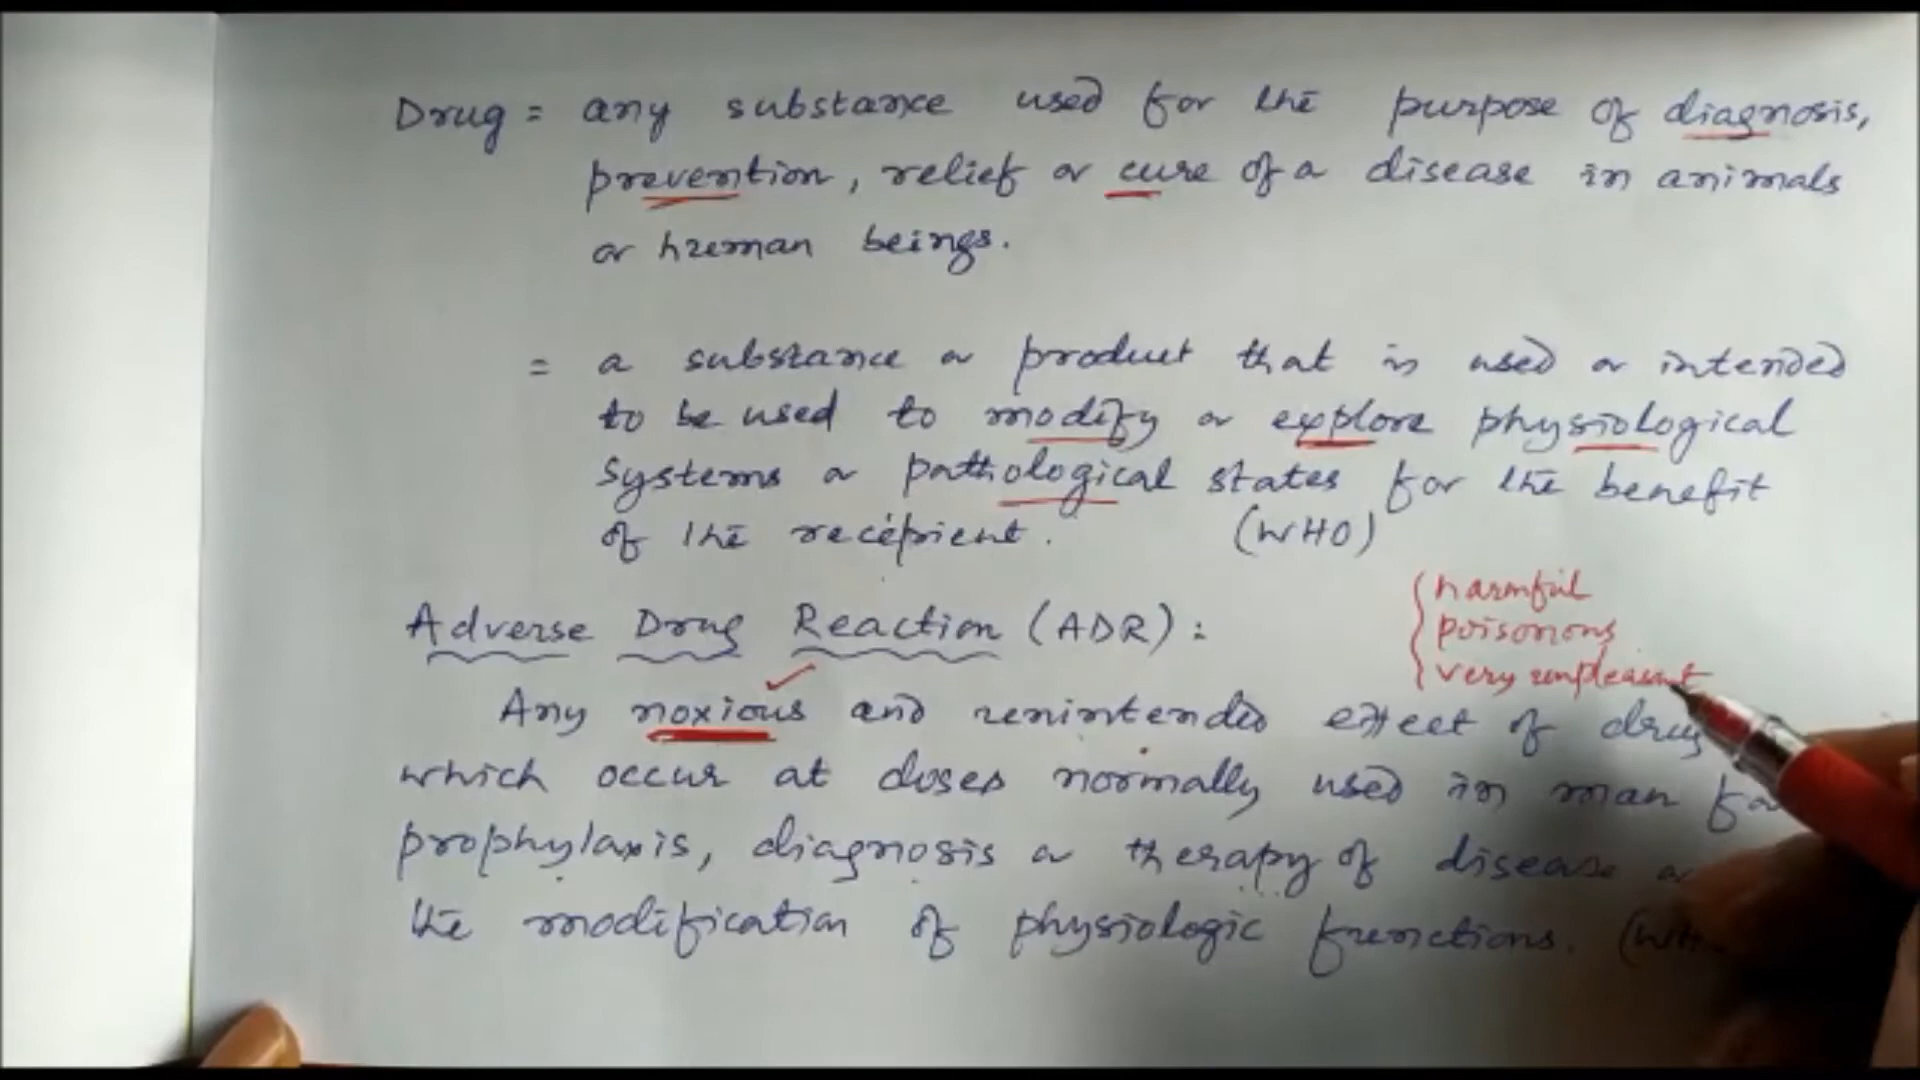 Drug = any substance used for the purpose of diagnosis,
prevention, relief or cure of a disease in animals
or human beings.
= a substance or product that is used or intended
to be used to modify or explore physiological
systems or pathological states for the benefit
of the recipient. (WHO)
{ harmful
poisonous
very unpleasant
Adverse Drug Reaction (ADR) :
Any noxious and unintended effect of drug
which occur at doses normally used in man
prophylaxis, diagnosis or therapy of disease
the modification of physiologic functions.